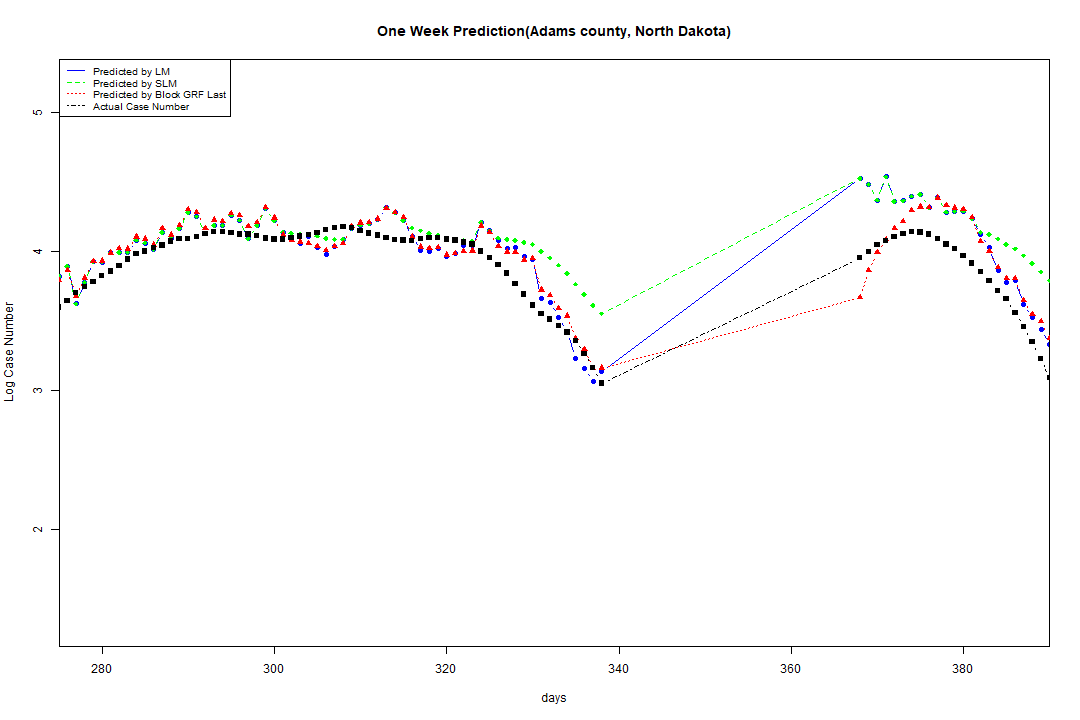 One Week Prediction(Adams county, North Dakota)
Predicted by LM
Predicted by SLM
Predicted by Block GRF Last
Actual Case Number
5
4
3
2
Log Case Number
280 300 320 340 360 380
days